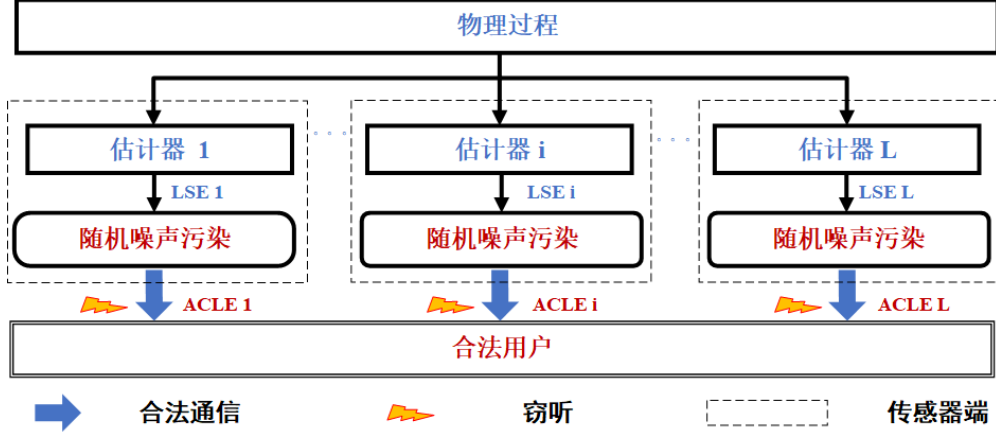 物理过程
估计器 1 估计器 i 估计器 L
LSE 1 LSE i LSE L
随机噪声污染 随机噪声污染 随机噪声污染
ACLE 1 ACLE i ACLE L
合法用户
合法通信 窃听 传感器端